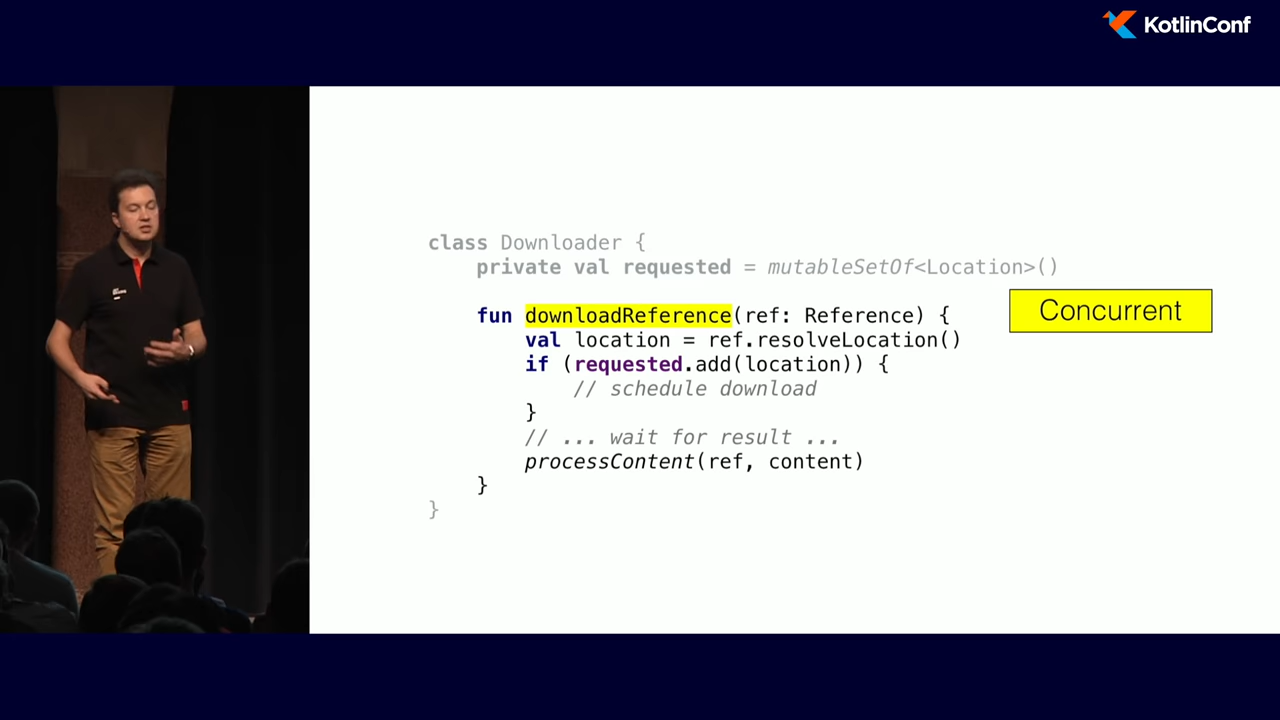 KotlinConf
class Downloader {
private val requested = mutableSetOf<Location>()
fun downloadReference(ref: Reference) {
Concurrent
val location = ref.resolveLocation()
if (requested.add(location)) {
// schedule download
}
// ... wait for result ...
processContent(ref, content)
}
}